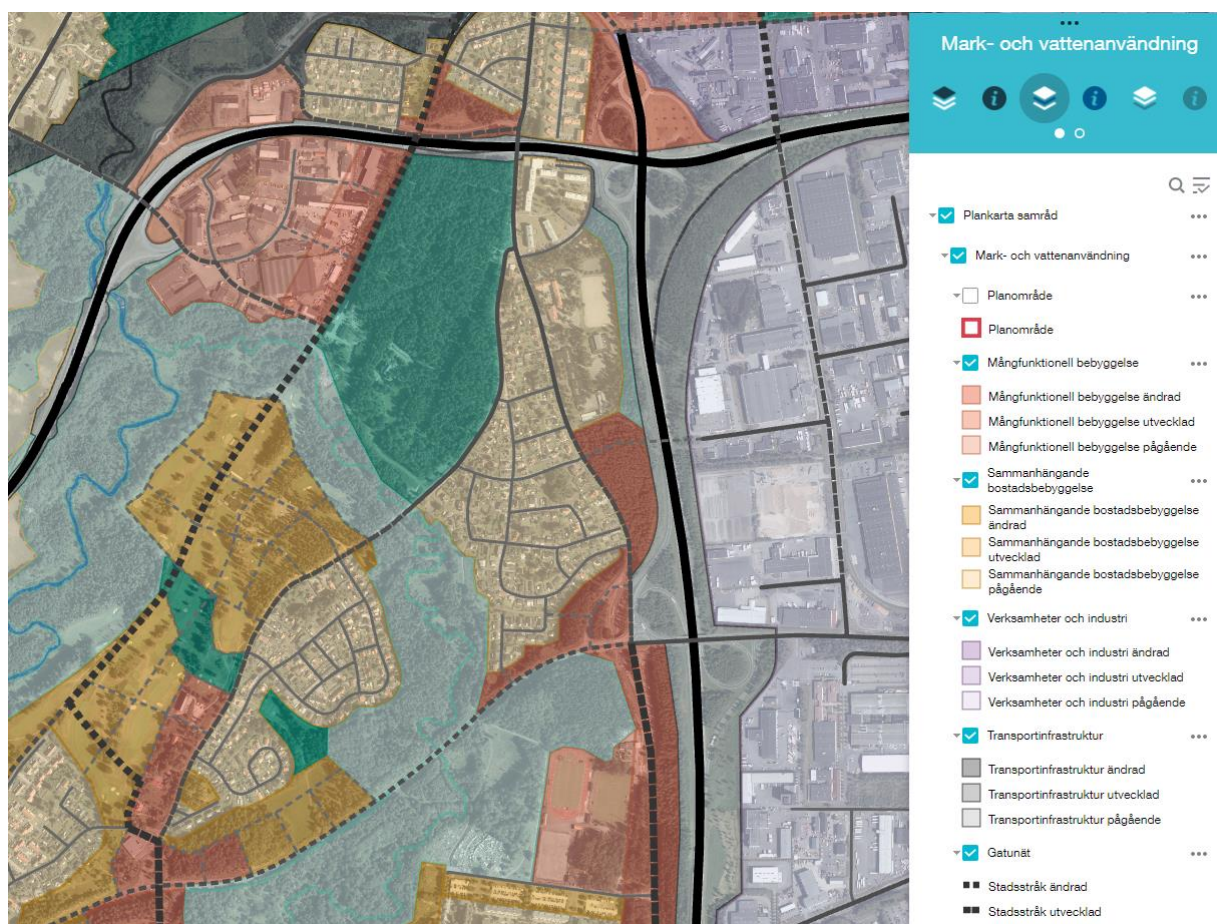 Mark- och vattenanvändning
Plankarta samråd
Mark- och vattenanvändning
Planområde
Planområde
Mångfunktionell bebyggelse
Mångfunktionell bebyggelse ändrad
Mångfunktionell bebyggelse utvecklad
Mångfunktionell bebyggelse pågående
Sammanhängande
bostadsbebyggelse
Sammanhängande bostadsbebyggelse
ändrad
Sammanhängande bostadsbebyggelse
utvecklad
Sammanhängande bostadsbebyggelse
pågående
Verksamheter och industri
Verksamheter och industri ändrad
Verksamheter och industri utvecklad
Verksamheter och industri pågående
Transportinfrastruktur
Transportinfrastruktur ändrad
Transportinfrastruktur utvecklad
Transportinfrastruktur pågående
Gatunät
Stadsstråk ändrad
Stadsstråk utvecklad